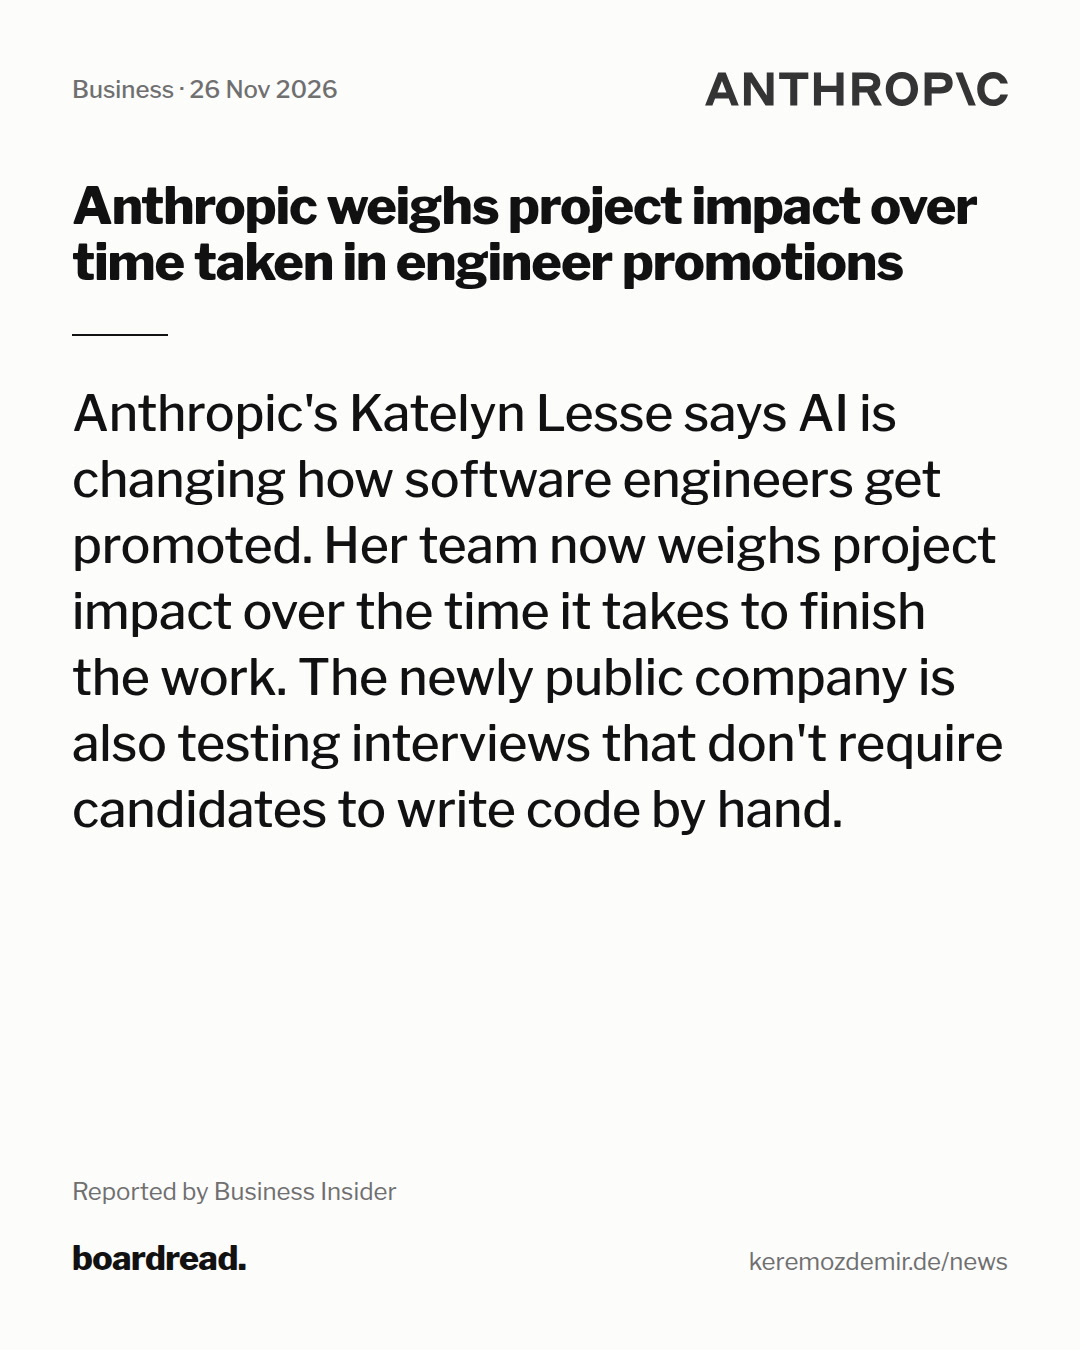 Business · 26 Nov 2026
ANTHROP\C
Anthropic weighs project impact over
time taken in engineer promotions
Anthropic's Katelyn Lesse says AI is
changing how software engineers get
promoted. Her team now weighs project
impact over the time it takes to finish
the work. The newly public company is
also testing interviews that don't require
candidates to write code by hand.
Reported by Business Insider
boardread.
keremozdemir.de/news